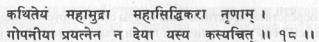 कथितेयं महामुद्रा महासिद्धिकरा नृणाम् ।
गोपनीया प्रयत्नेन न देया यस्य कस्यचित् ॥ १८ ॥